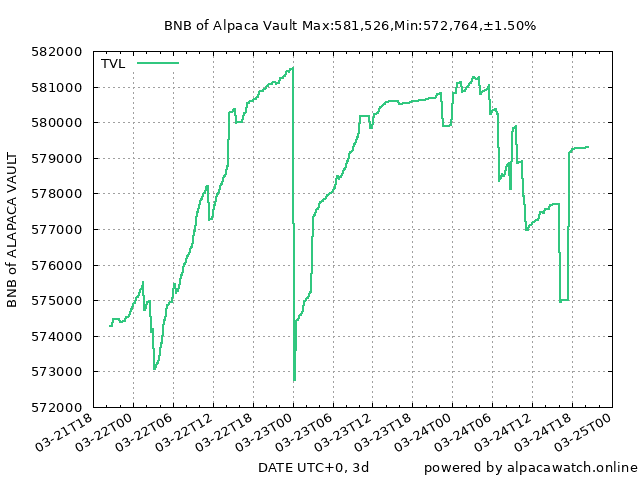 BNB of Alpaca Vault Max:581,526,Min:572,764,±1.50%
TVL
582000
581000
580000
579000
578000
577000
576000
575000
574000
573000
572000
BNB of ALAPACA VAULT
03-21T18
03-22T00
03-22T06
03-22T12
03-22T18
03-23T00
03-23T06
03-23T12
03-23T18
03-24T00
03-24T06
03-24T12
03-24T18
03-25T00
DATE UTC+0, 3d
powered by alpacawatch.online